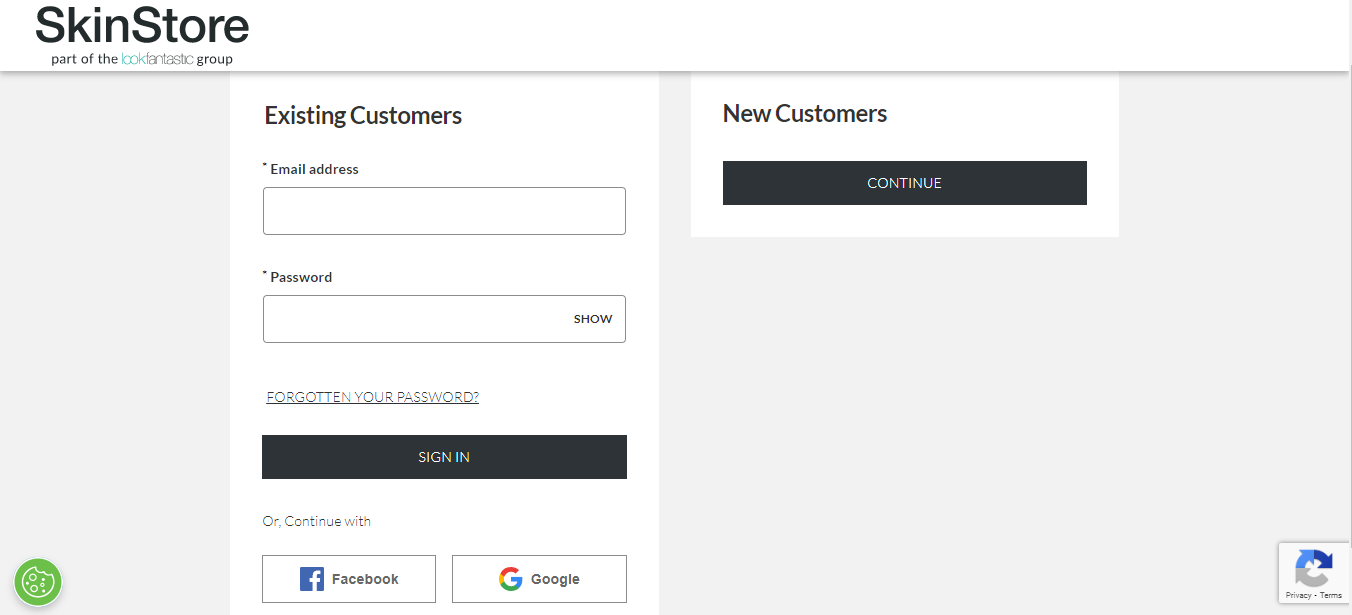 SkinStore
part of the lookfantastic group
Existing Customers
* Email address
* Password
SHOW
FORGOTTEN YOUR PASSWORD?
SIGN IN
Or, Continue with
Facebook
Google
New Customers
CONTINUE
Privacy - Terms